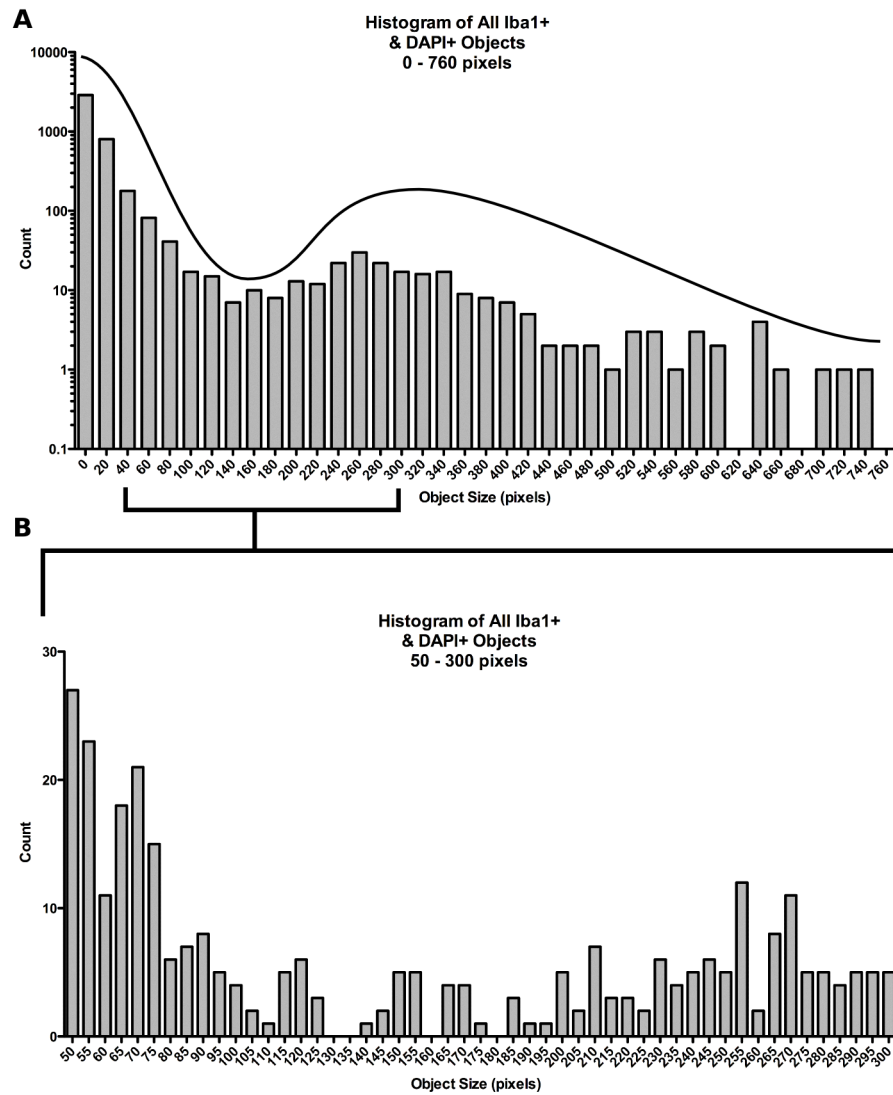 A
Histogram of All Iba1+
& DAPI+ Objects
0 - 760 pixels
10000
1000
100
10
1
0.1
Count
0 20 40 60 80 100 120 140 160 180 200 220 240 260 280 300 320 340 360 380 400 420 440 460 480 500 520 540 560 580 600 620 640 660 680 700 720 740 760
Object Size (pixels)
B
Histogram of All Iba1+
& DAPI+ Objects
50 - 300 pixels
30
20
10
0
Count
50 55 60 65 70 75 80 85 90 95 100 105 110 115 120 125 130 135 140 145 150 155 160 165 170 175 180 185 190 195 200 205 210 215 220 225 230 235 240 245 250 255 260 265 270 275 280 285 290 295 300
Object Size (pixels)